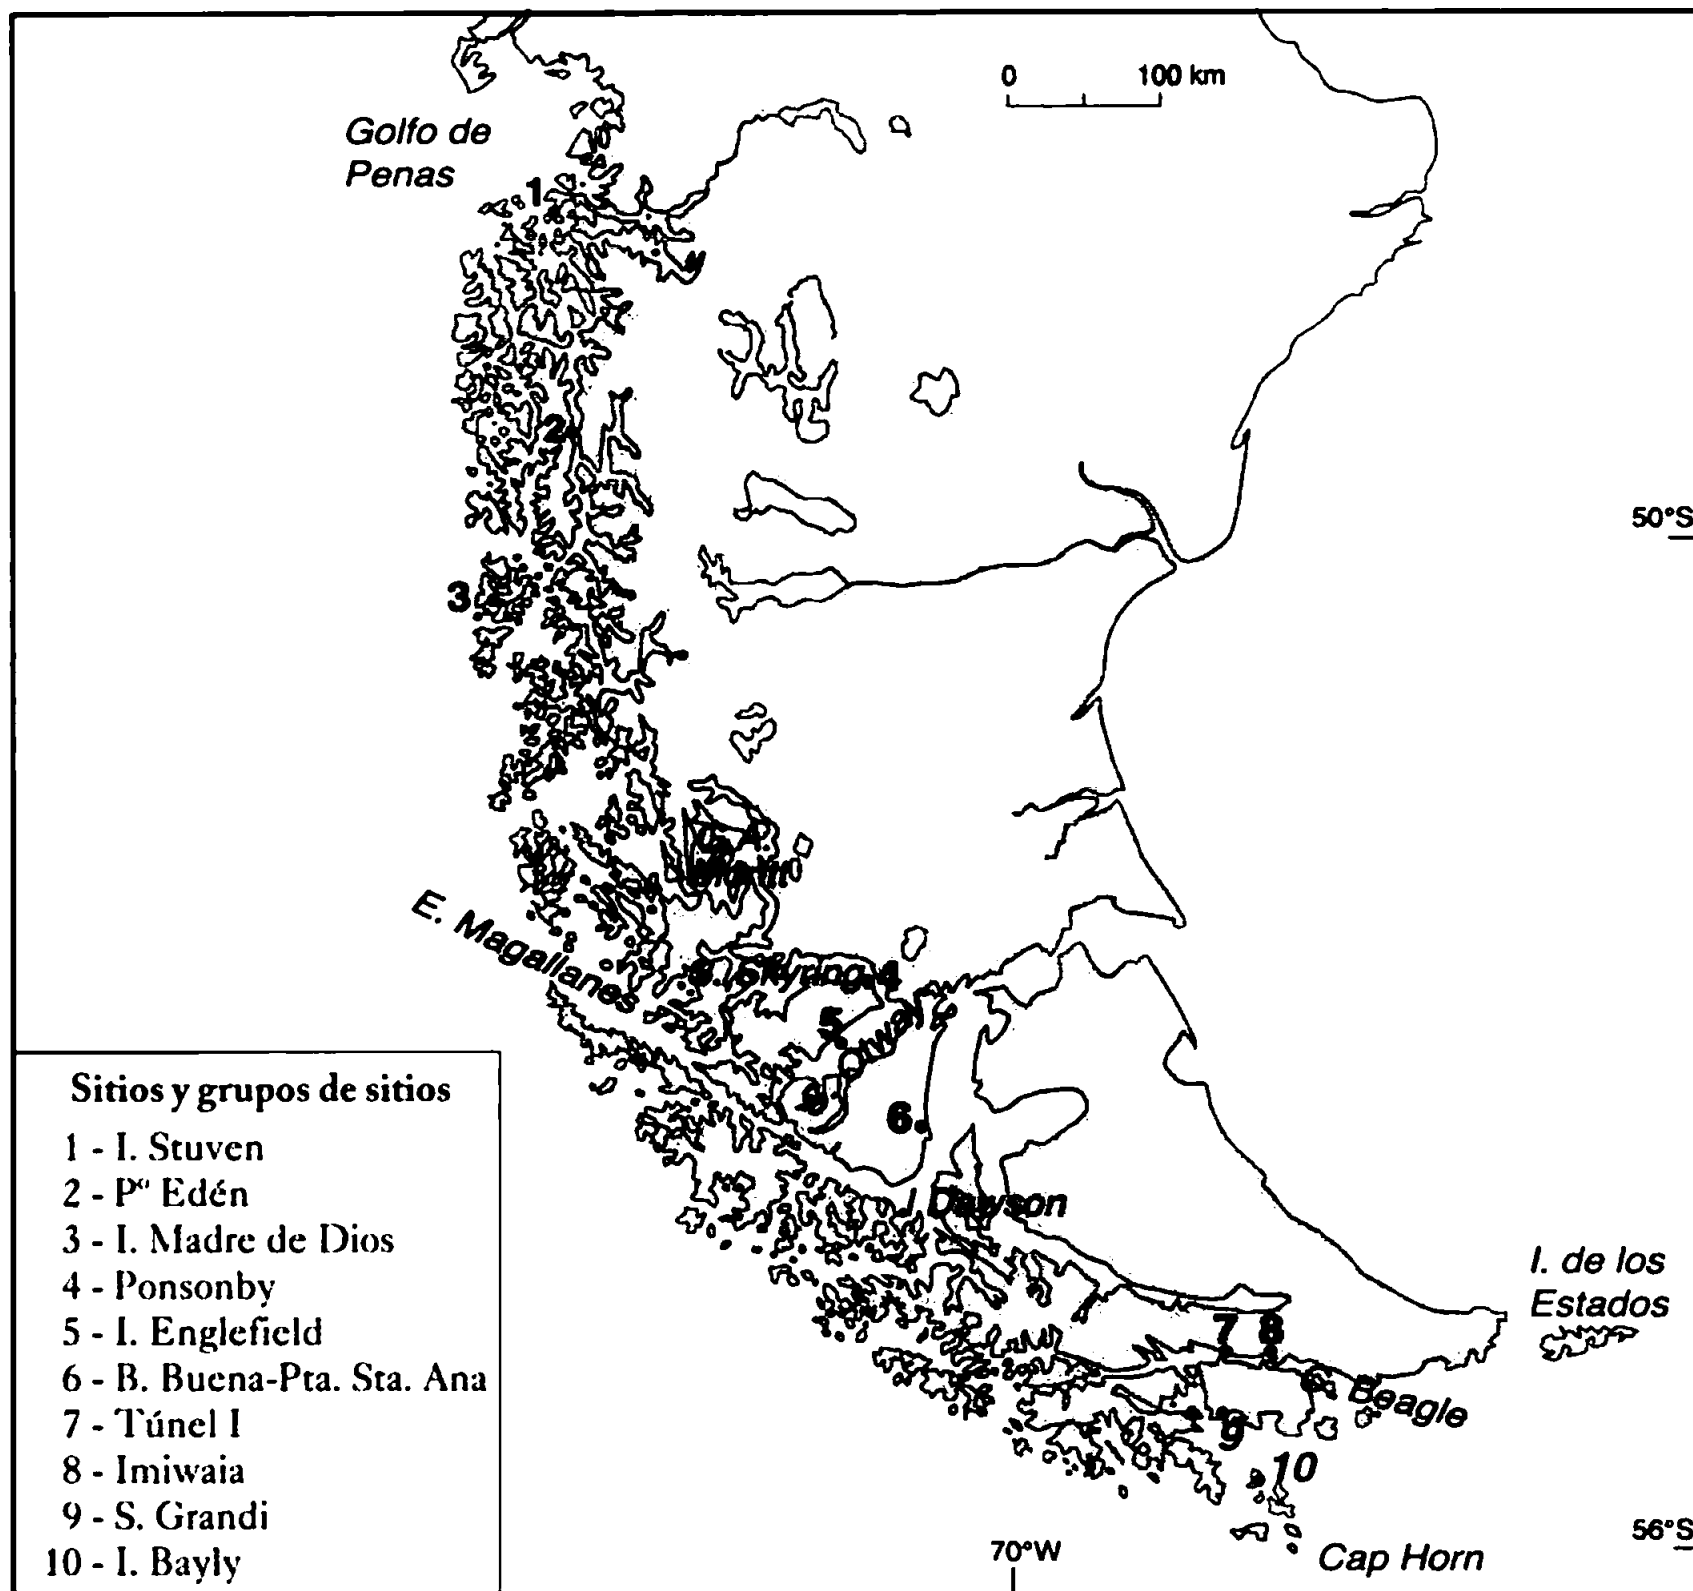 0 100 km
Golfo de
Penas
1
2
50°S
3
E. Magallanes
S. Skyring 4
5
Otway
6
I Dawson
I. de los
Estados
7 8
C. Beagle
9
10
70°W
56°S
Cap Horn
Sitios y grupos de sitios
1 - I. Stuven
2 - Pto Edén
3 - I. Madre de Dios
4 - Ponsonby
5 - I. Englefield
6 - B. Buena-Pta. Sta. Ana
7 - Túnel I
8 - Imiwaia
9 - S. Grandi
10 - I. Bayly